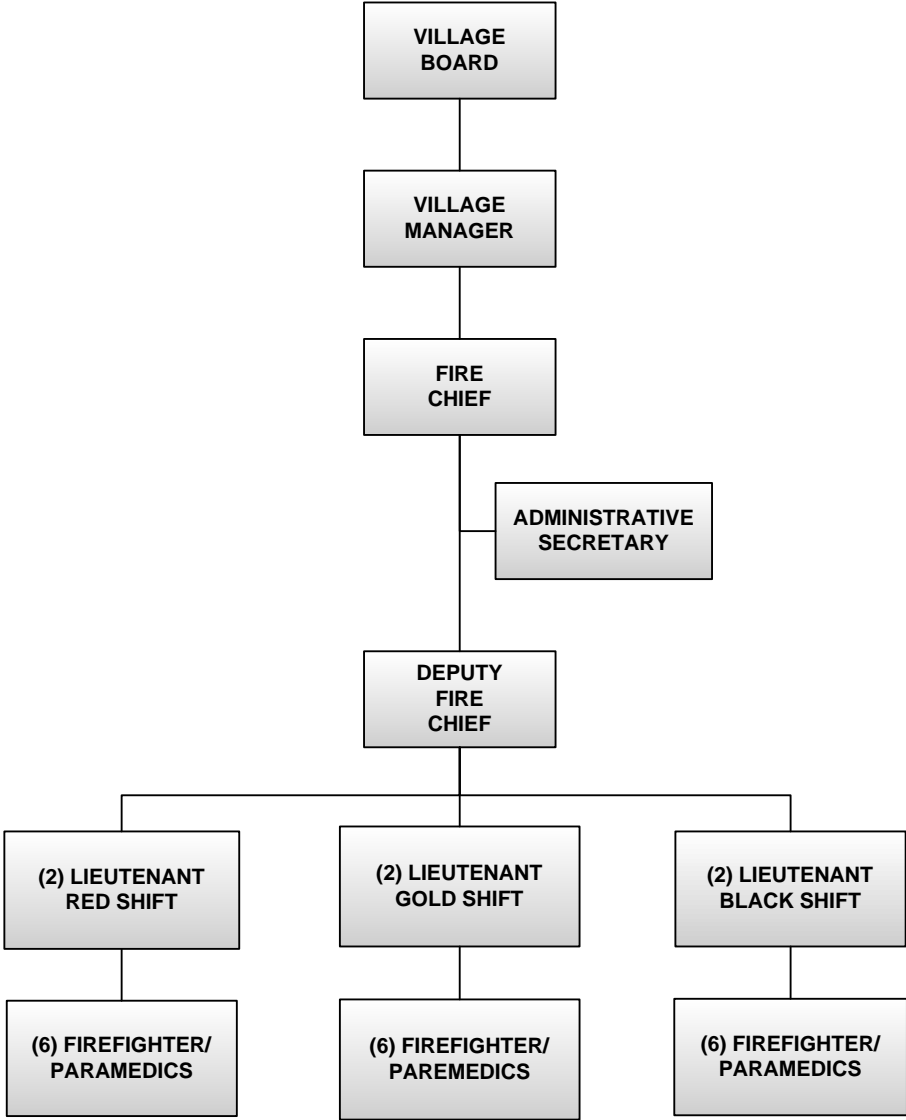 VILLAGE
BOARD
VILLAGE
MANAGER
FIRE
CHIEF
ADMINISTRATIVE
SECRETARY
DEPUTY
FIRE
CHIEF
(2) LIEUTENANT
RED SHIFT
(2) LIEUTENANT
GOLD SHIFT
(2) LIEUTENANT
BLACK SHIFT
(6) FIREFIGHTER/
PARAMEDICS
(6) FIREFIGHTER/
PAREMEDICS
(6) FIREFIGHTER/
PARAMEDICS